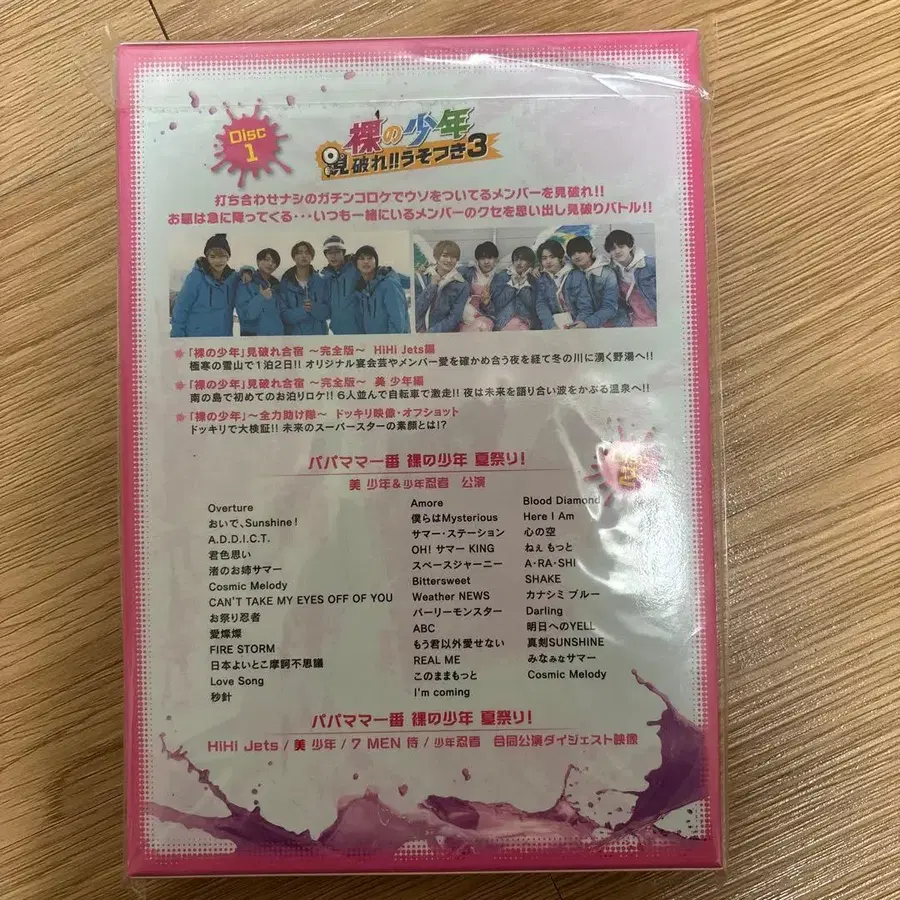 Disc 1
裸の少年
見破れ!!うそつき3
打ち合わせナシのガチンコロケでウソをついてるメンバーを見破れ!!
お題は急に降ってくる・・・いつも一緒にいるメンバーのクセを思い出し見破りバトル!!
「裸の少年」見破れ合宿 〜完全版〜 HiHi Jets編
極寒の雪山で1泊2日!! オリジナル宴会芸やメンバー愛を確かめ合う夜を経て冬の川に湧く野湯へ!!
「裸の少年」見破れ合宿 〜完全版〜 美 少年編
南の島で初めてのお泊りロケ!! 6人並んで自転車で激走!! 夜は未来を語り合い波をかぶる温泉へ!!
「裸の少年」〜全力助け隊〜 ドッキリ映像・オフショット
ドッキリで大検証!! 未来のスーパースターの素顔とは!?
パパママ一番 裸の少年 夏祭り!
美 少年&少年忍者 公演
Overture
おいで、Sunshine!
A.D.D.I.C.T.
君色思い
渚のお姉サマー
Cosmic Melody
CAN'T TAKE MY EYES OFF OF YOU
お祭り忍者
愛燦燦
FIRE STORM
日本よいとこ摩訶不思議
Love Song
秒針
Amore
僕らはMysterious
サマー・ステーション
OH! サマー KING
スペースジャーニー
Bittersweet
Weather NEWS
パーリーモンスター
ABC
もう君以外愛せない
REAL ME
このままもっと
I'm coming
Blood Diamond
Here I Am
心の空
ねぇ もっと
A・RA・SHI
SHAKE
カナシミ ブルー
Darling
明日へのYELL
真剣SUNSHINE
みなみなサマー
Cosmic Melody
パパママ一番 裸の少年 夏祭り!
HiHi Jets / 美 少年 / 7 MEN 侍 / 少年忍者 合同公演ダイジェスト映像